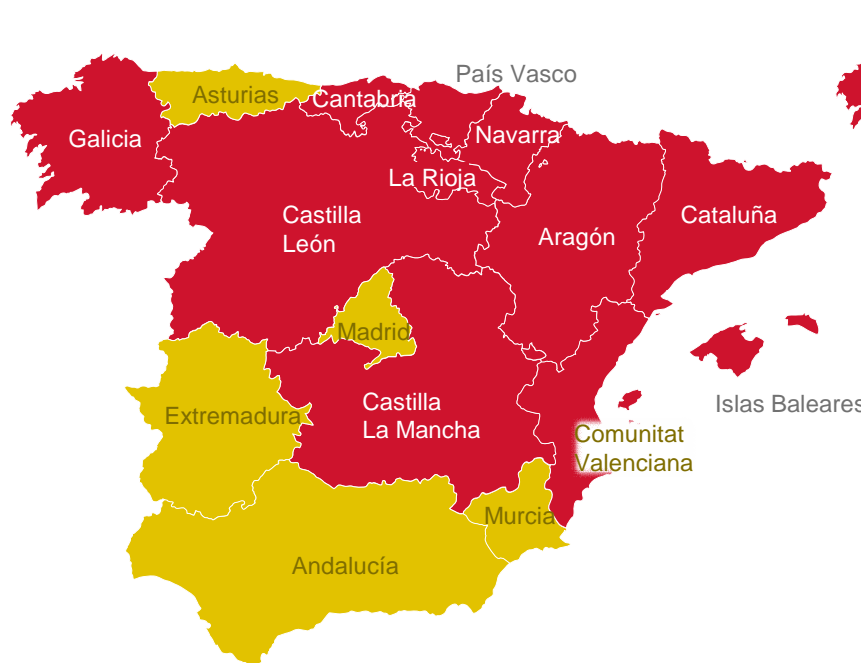 País Vasco
Asturias
Cantabria
Galicia
Navarra
La Rioja
Castilla
León
Aragón
Cataluña
Madrid
Extremadura
Castilla
La Mancha
Islas Baleares
Comunitat
Valenciana
Murcia
Andalucía